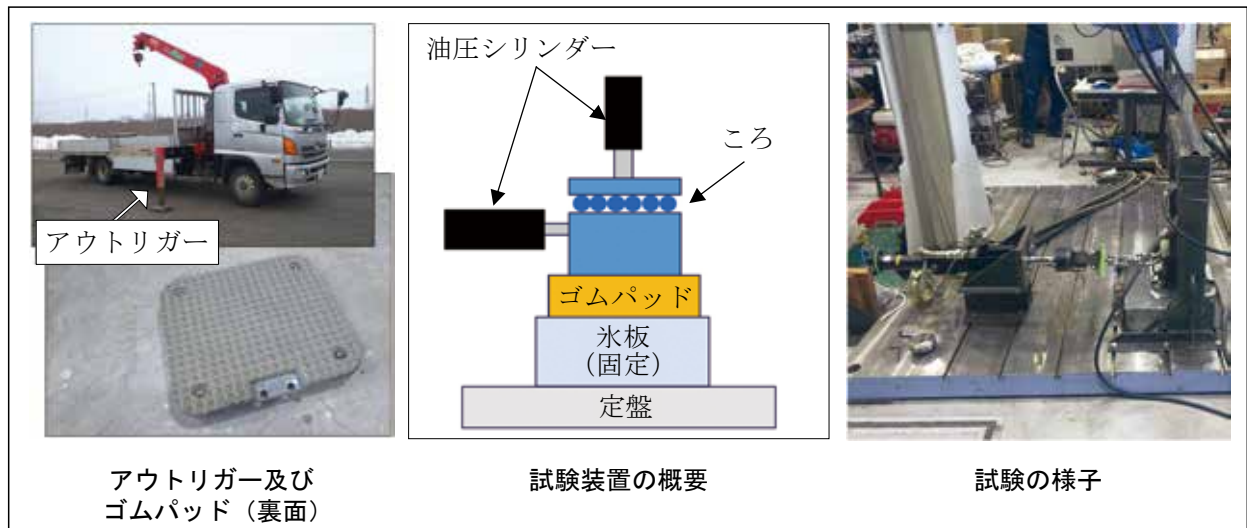 アウトリガー
油圧シリンダー
ころ
ゴムパッド
氷板
（固定）
定盤
アウトリガー及び
ゴムパッド（裏面）
試験装置の概要
試験の様子